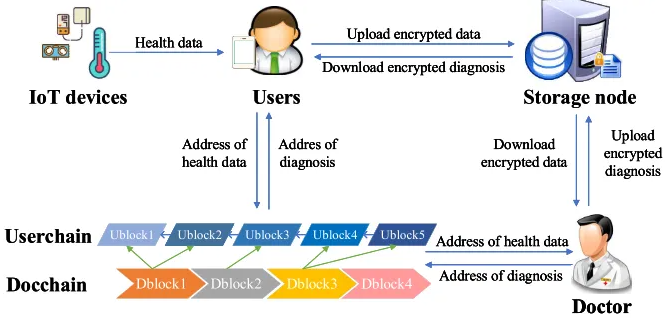 Health data
Upload encrypted data
Download encrypted diagnosis
IoT devices
Users
Storage node
Address of
health data
Addres of
diagnosis
Download
encrypted data
Upload
encrypted
diagnosis
Userchain
Ublock1
Ublock2
Ublock3
Ublock4
Ublock5
Address of health data
Docchain
Dblock1
Dblock2
Dblock3
Dblock4
Address of diagnosis
Doctor